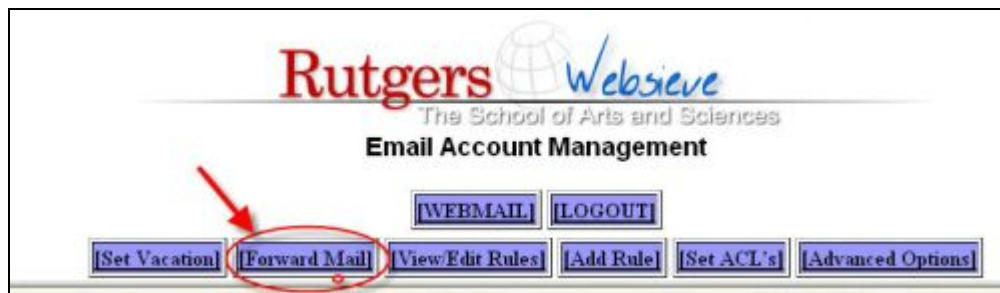 Rutgers Websieve
The School of Arts and Sciences
Email Account Management
[WEBMAIL] [LOGOUT]
[Set Vacation] [Forward Mail] [View/Edit Rules] [Add Rule] [Set ACL's] [Advanced Options]